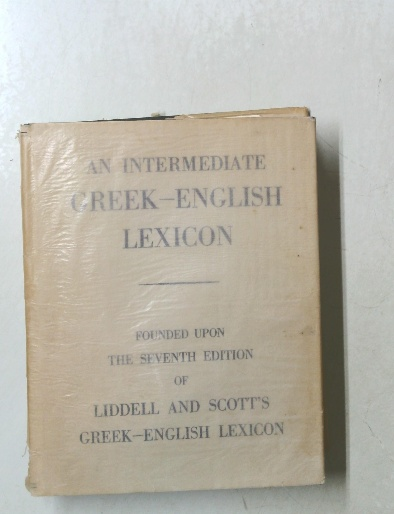 AN INTERMEDIATE
GREEK-ENGLISH
LEXICON
FOUNDED UPON
THE SEVENTH EDITION
OF
LIDDELL AND SCOTT'S
GREEK-ENGLISH LEXICON